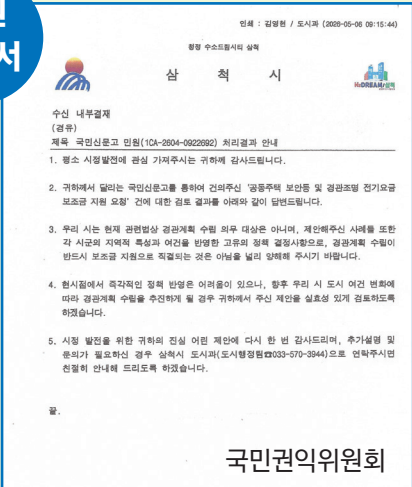 인
서
인쇄 : 김영현 / 도시과 (2026-05-06 09:15:44)
청정 수소드림시티 삼척
삼 척 시
H₂DREAM/삼척
수신 내부결재
(경유)
제목 국민신문고 민원(1CA-2604-0922692) 처리결과 안내
1. 평소 시정발전에 관심 가져주시는 귀하께 감사드립니다.
2. 귀하께서 달리는 국민신문고를 통하여 건의주신 '공동주택 보안등 및 경관조명 전기요금
보조금 지원 요청' 건에 대한 검토 결과를 아래와 같이 답변드립니다.
3. 우리 시는 현재 관련법상 경관계획 수립 의무 대상은 아니며, 제안해주신 사례들 또한
각 시군의 지역적 특성과 여건을 반영한 고유의 정책 결정사항으로, 경관계획 수립이
반드시 보조금 지원으로 직결되는 것은 아님을 널리 양해해 주시기 바랍니다.
4. 현시점에서 즉각적인 정책 반영은 어려움이 있으나, 향후 우리 시 도시 여건 변화에
따라 경관계획 수립을 추진하게 될 경우 귀하께서 주신 제안을 실효성 있게 검토하도록
하겠습니다.
5. 시정 발전을 위한 귀하의 진심 어린 제안에 다시 한 번 감사드리며, 추가설명 및
문의가 필요하신 경우 삼척시 도시과(도시행정팀☎033-570-3944)으로 연락주시면
친절히 안내해 드리도록 하겠습니다.
끝.
국민권익위원회